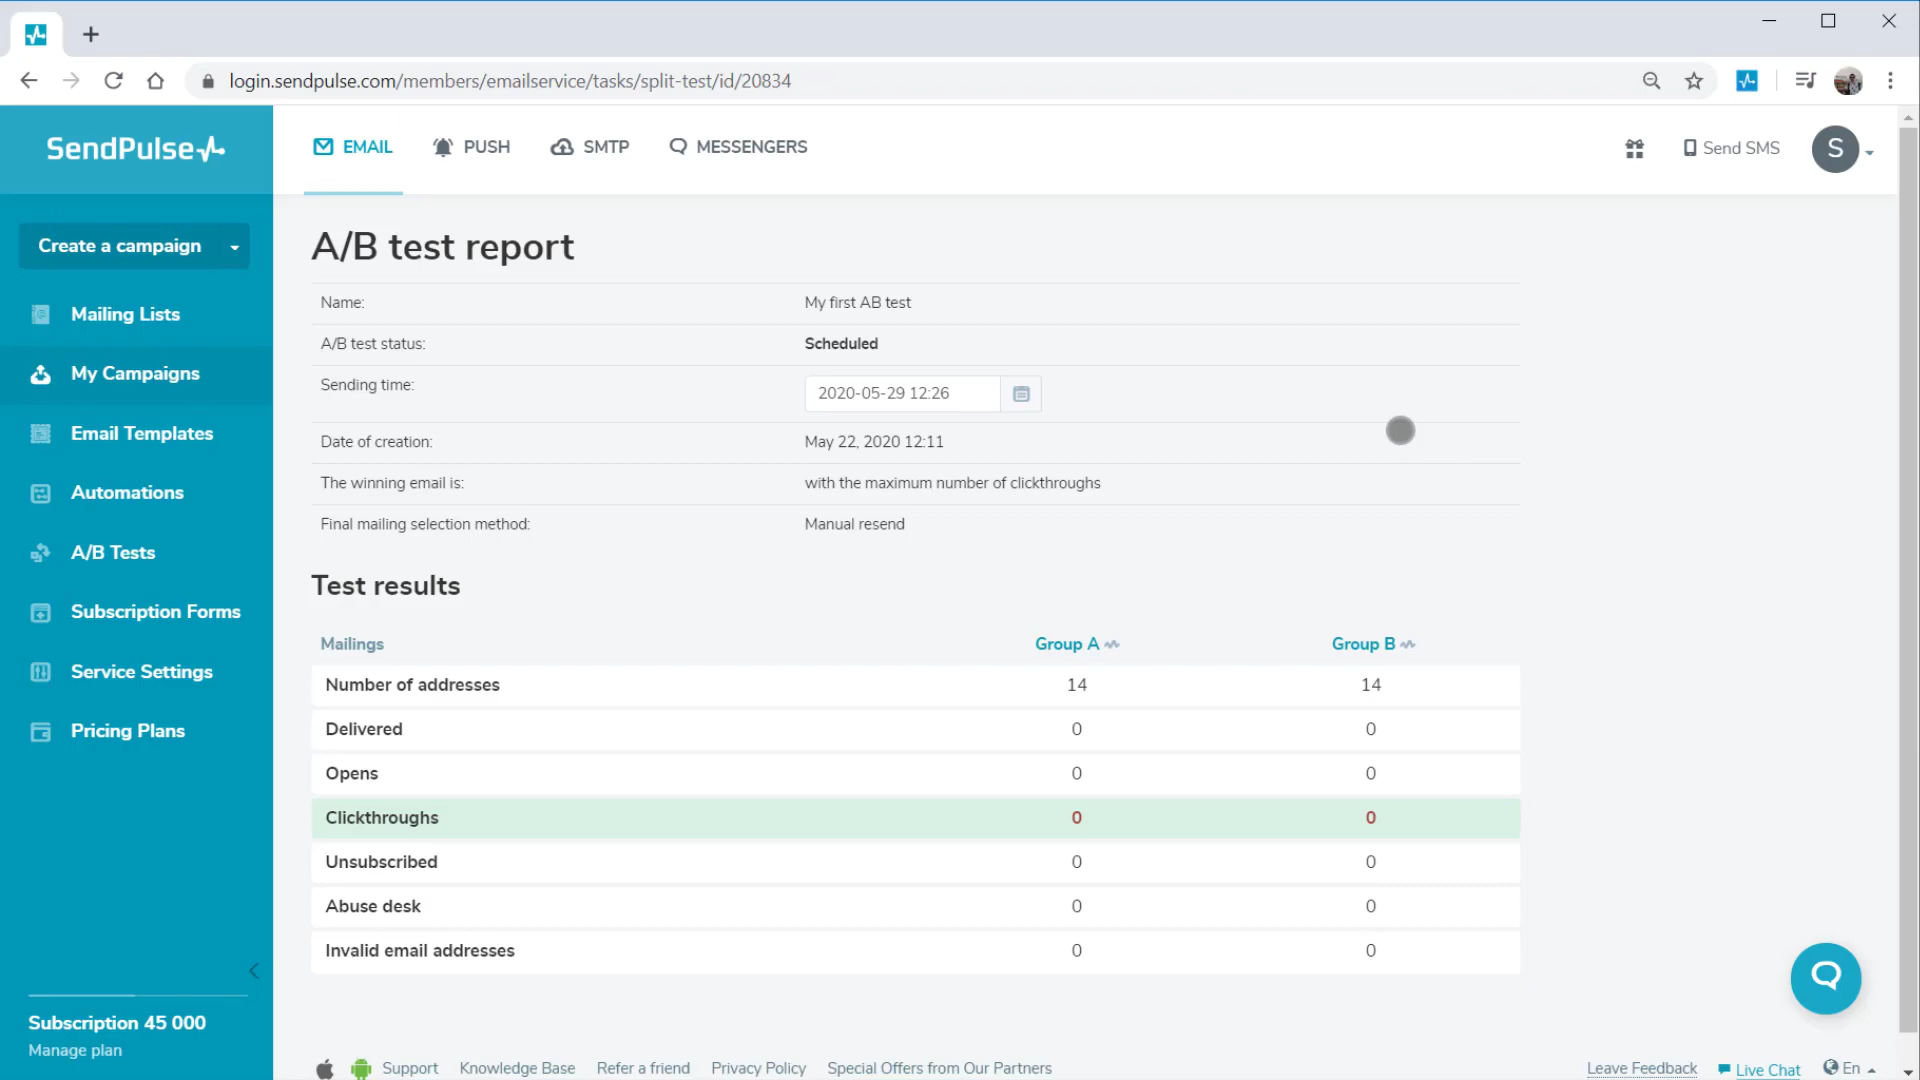 login.sendpulse.com/members/emailservice/tasks/split-test/id/20834
SendPulse
EMAIL
PUSH
SMTP
MESSENGERS
Send SMS
S
Create a campaign
Mailing Lists
My Campaigns
Email Templates
Automations
A/B Tests
Subscription Forms
Service Settings
Pricing Plans
Subscription 45 000
Manage plan
A/B test report
Name: My first AB test
A/B test status: Scheduled
Sending time: 2020-05-29 12:26
Date of creation: May 22, 2020 12:11
The winning email is: with the maximum number of clickthroughs
Final mailing selection method: Manual resend
Test results
Mailings Group A Group B
Number of addresses 14 14
Delivered 0 0
Opens 0 0
Clickthroughs 0 0
Unsubscribed 0 0
Abuse desk 0 0
Invalid email addresses 0 0
Support Knowledge Base Refer a friend Privacy Policy Special Offers from Our Partners
Leave Feedback Live Chat En